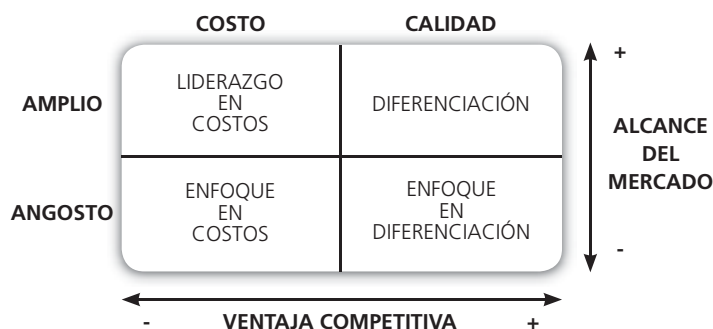 COSTO CALIDAD
+
AMPLIO
LIDERAZGO
EN
COSTOS
DIFERENCIACIÓN
ALCANCE
DEL
MERCADO
ANGOSTO
ENFOQUE
EN
COSTOS
ENFOQUE
EN
DIFERENCIACIÓN
-
- VENTAJA COMPETITIVA +